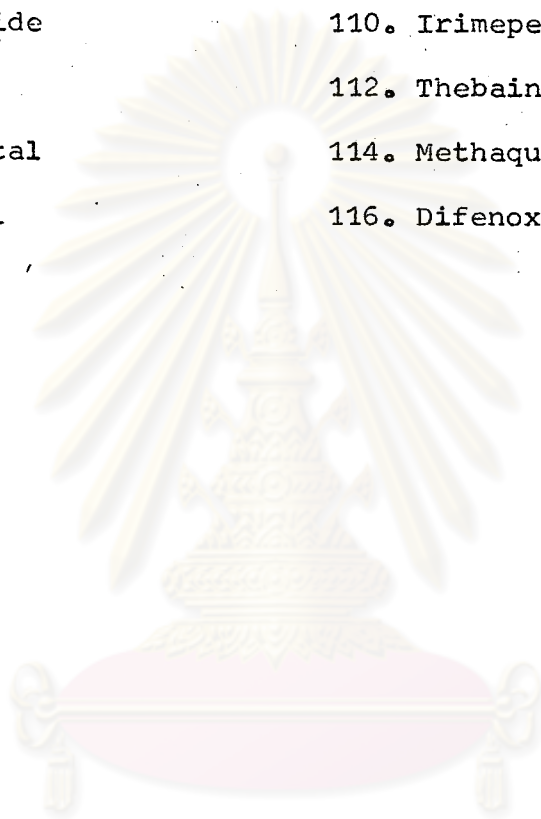 ide 110. Irimepe
112. Thebain
tal 114. Methaqu
116. Difenox